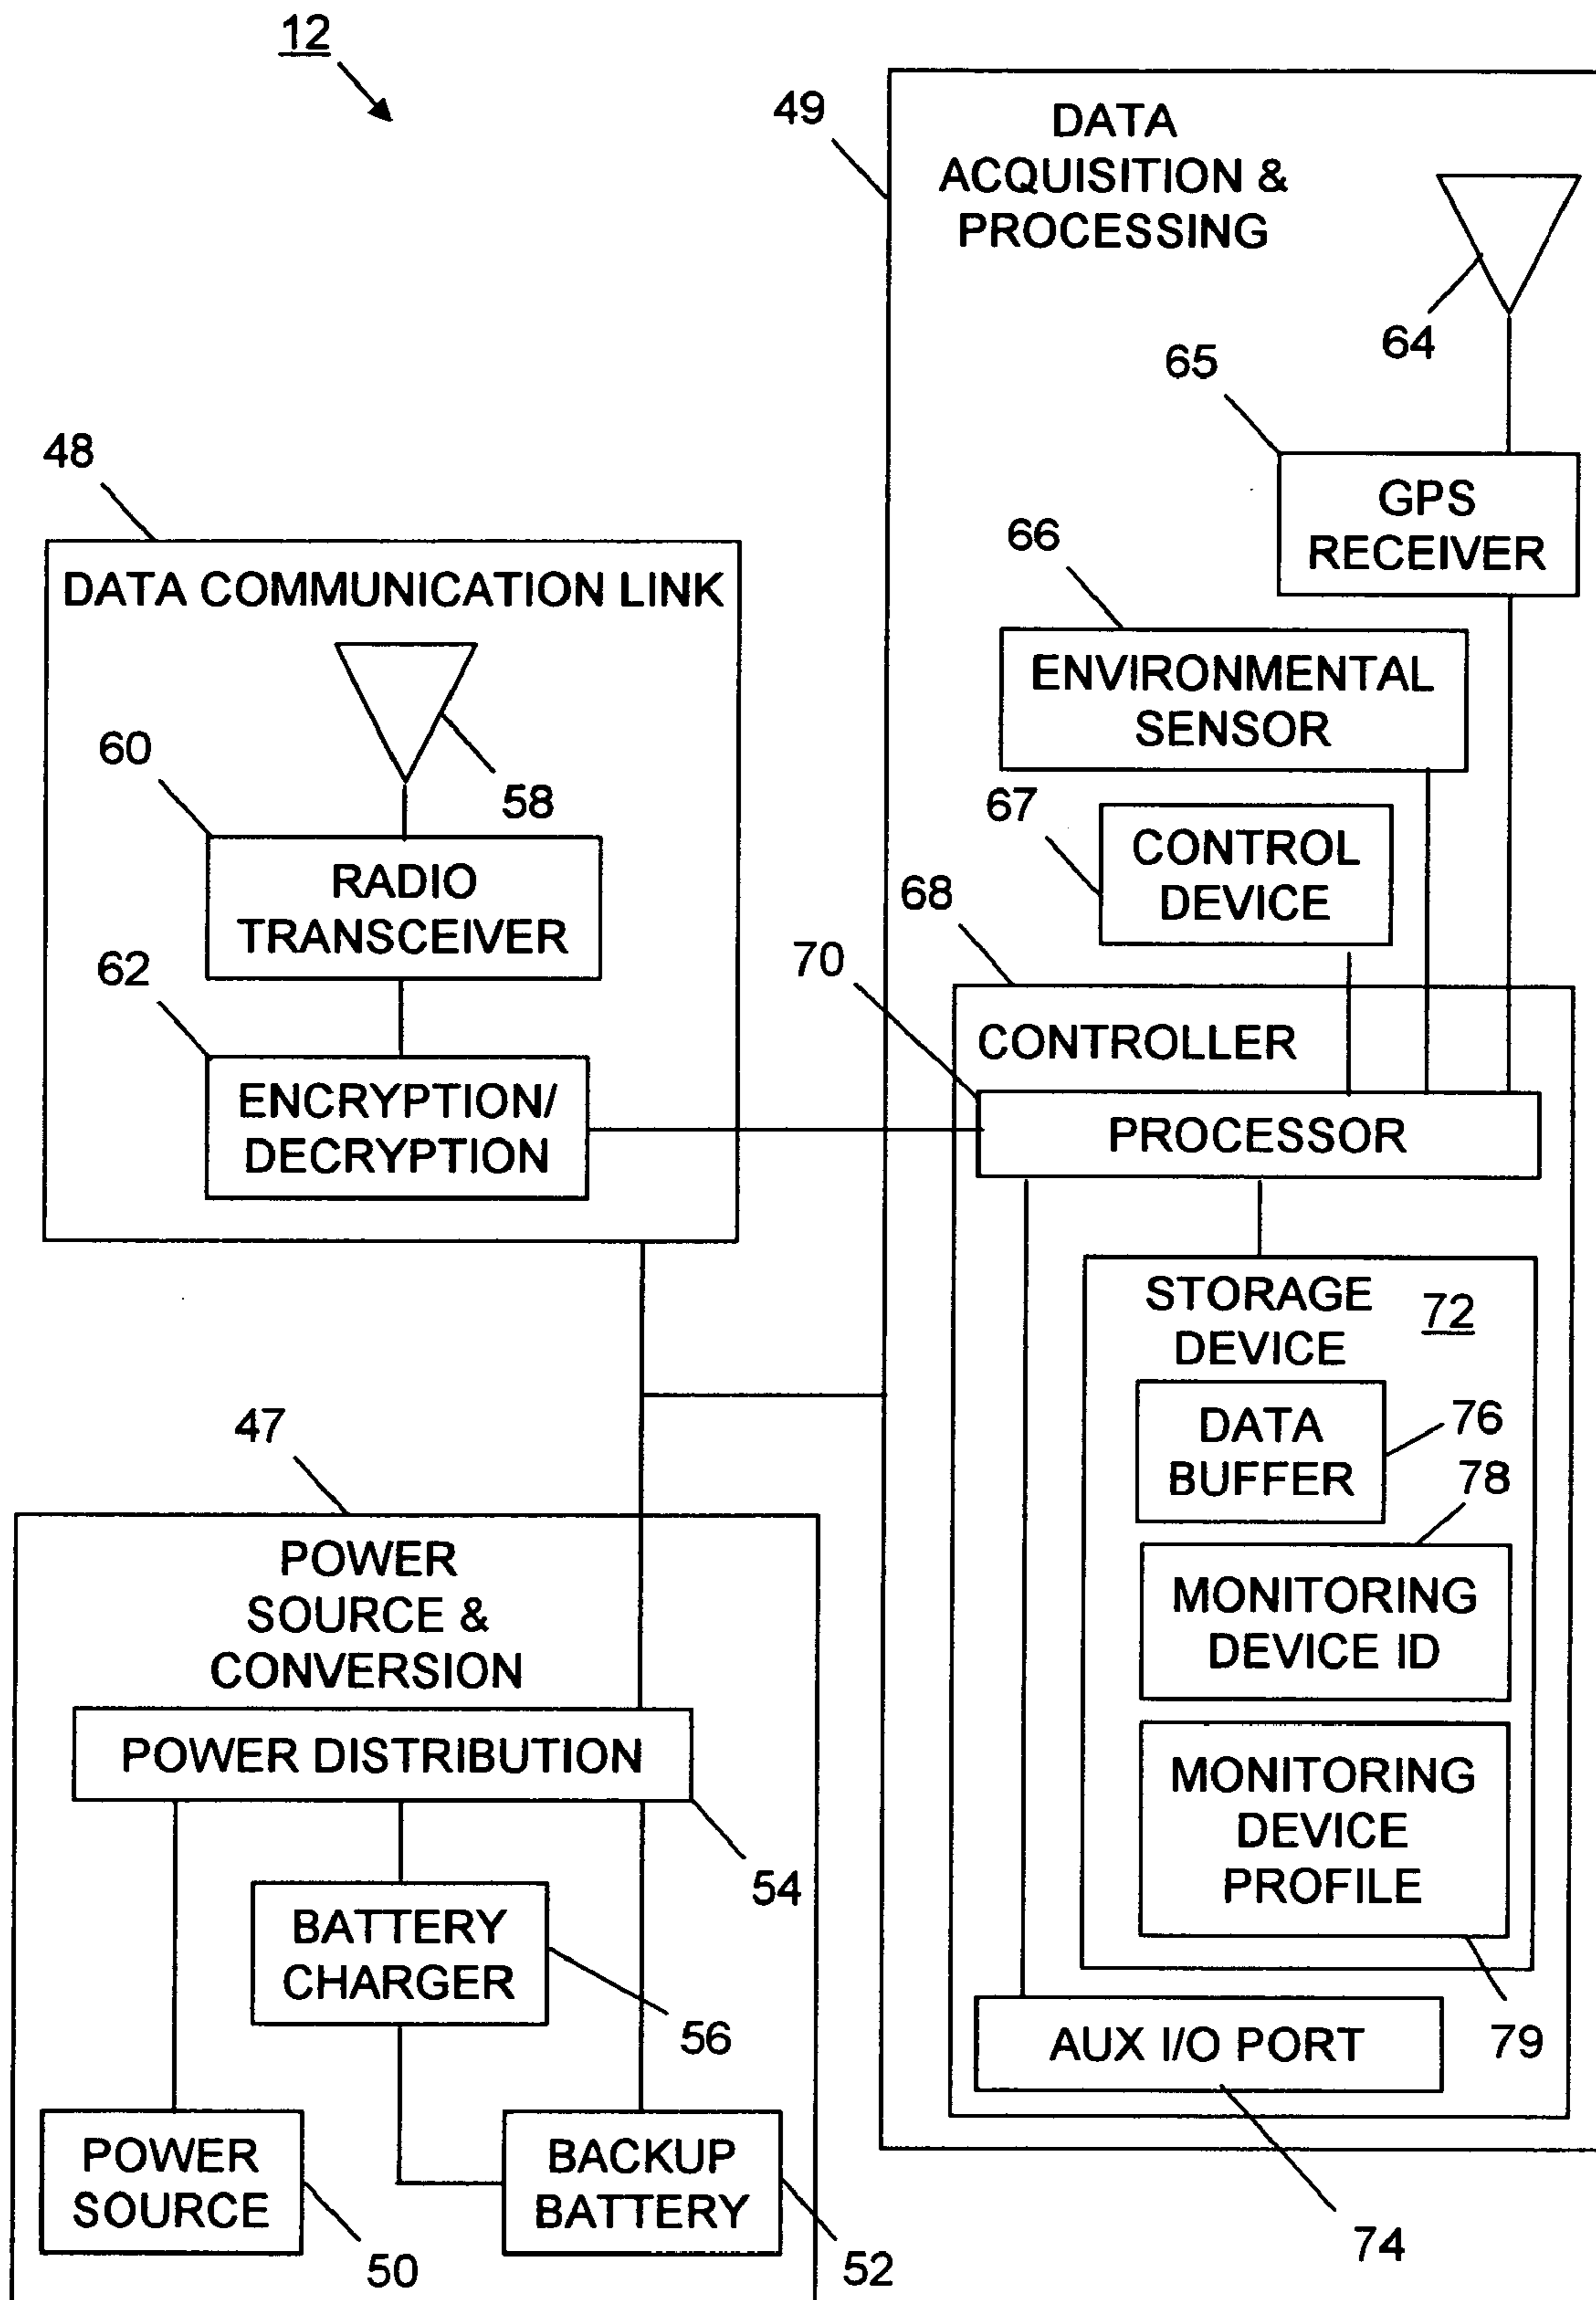 12
49
DATA
ACQUISITION &
PROCESSING
64
65
GPS
RECEIVER
48
66
DATA COMMUNICATION LINK
ENVIRONMENTAL
SENSOR
60
58
67
CONTROL
DEVICE
RADIO
TRANSCEIVER
68
62
70
CONTROLLER
ENCRYPTION/
DECRYPTION
PROCESSOR
STORAGE
DEVICE
72
DATA
BUFFER
76
47
78
POWER
SOURCE &
CONVERSION
MONITORING
DEVICE ID
POWER DISTRIBUTION
MONITORING
DEVICE
PROFILE
54
BATTERY
CHARGER
56
79
AUX I/O PORT
POWER
SOURCE
BACKUP
BATTERY
50
52
74